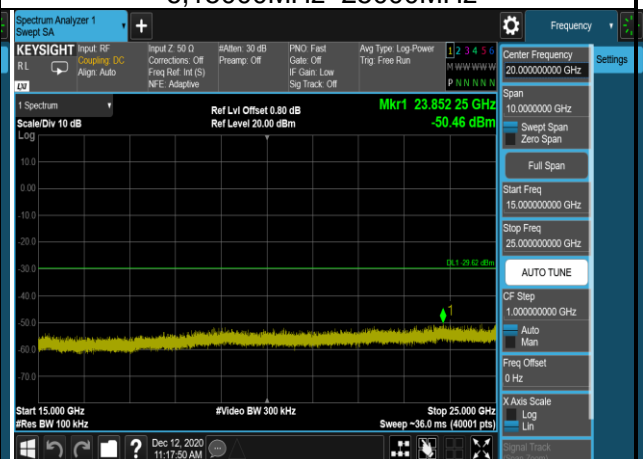 Spectrum Analyzer 1
Swept SA
Frequency
KEYSIGHT
RL
LXI
Input: RF
Coupling: DC
Align: Auto
Input Z: 50 Ω
Corrections: Off
Freq Ref: Int (S)
NFE: Adaptive
#Atten: 30 dB
Preamp: Off
PNO: Fast
Gate: Off
IF Gain: Low
Sig Track: Off
Avg Type: Log-Power
Trig: Free Run
1 2 3 4 5 6
M W W W W W
P N N N N N
1 Spectrum
Scale/Div 10 dB
Log
Ref Lvl Offset 0.80 dB
Ref Level 20.00 dBm
Mkr1 23.852 25 GHz
-50.46 dBm
10.0
0.00
-10.0
-20.0
-30.0
-40.0
-50.0
-60.0
-70.0
DL1 -29.62 dBm
1
Start 15.000 GHz
#Res BW 100 kHz
#Video BW 300 kHz
Stop 25.000 GHz
Sweep ~36.0 ms (40001 pts)
Center Frequency
20.000000000 GHz
Settings
Span
10.0000000 GHz
Swept Span
Zero Span
Full Span
Start Freq
15.000000000 GHz
Stop Freq
25.000000000 GHz
AUTO TUNE
CF Step
1.000000000 GHz
Auto
Man
Freq Offset
0 Hz
X Axis Scale
Log
Lin
Signal Track
Dec 12, 2020
11:17:50 AM